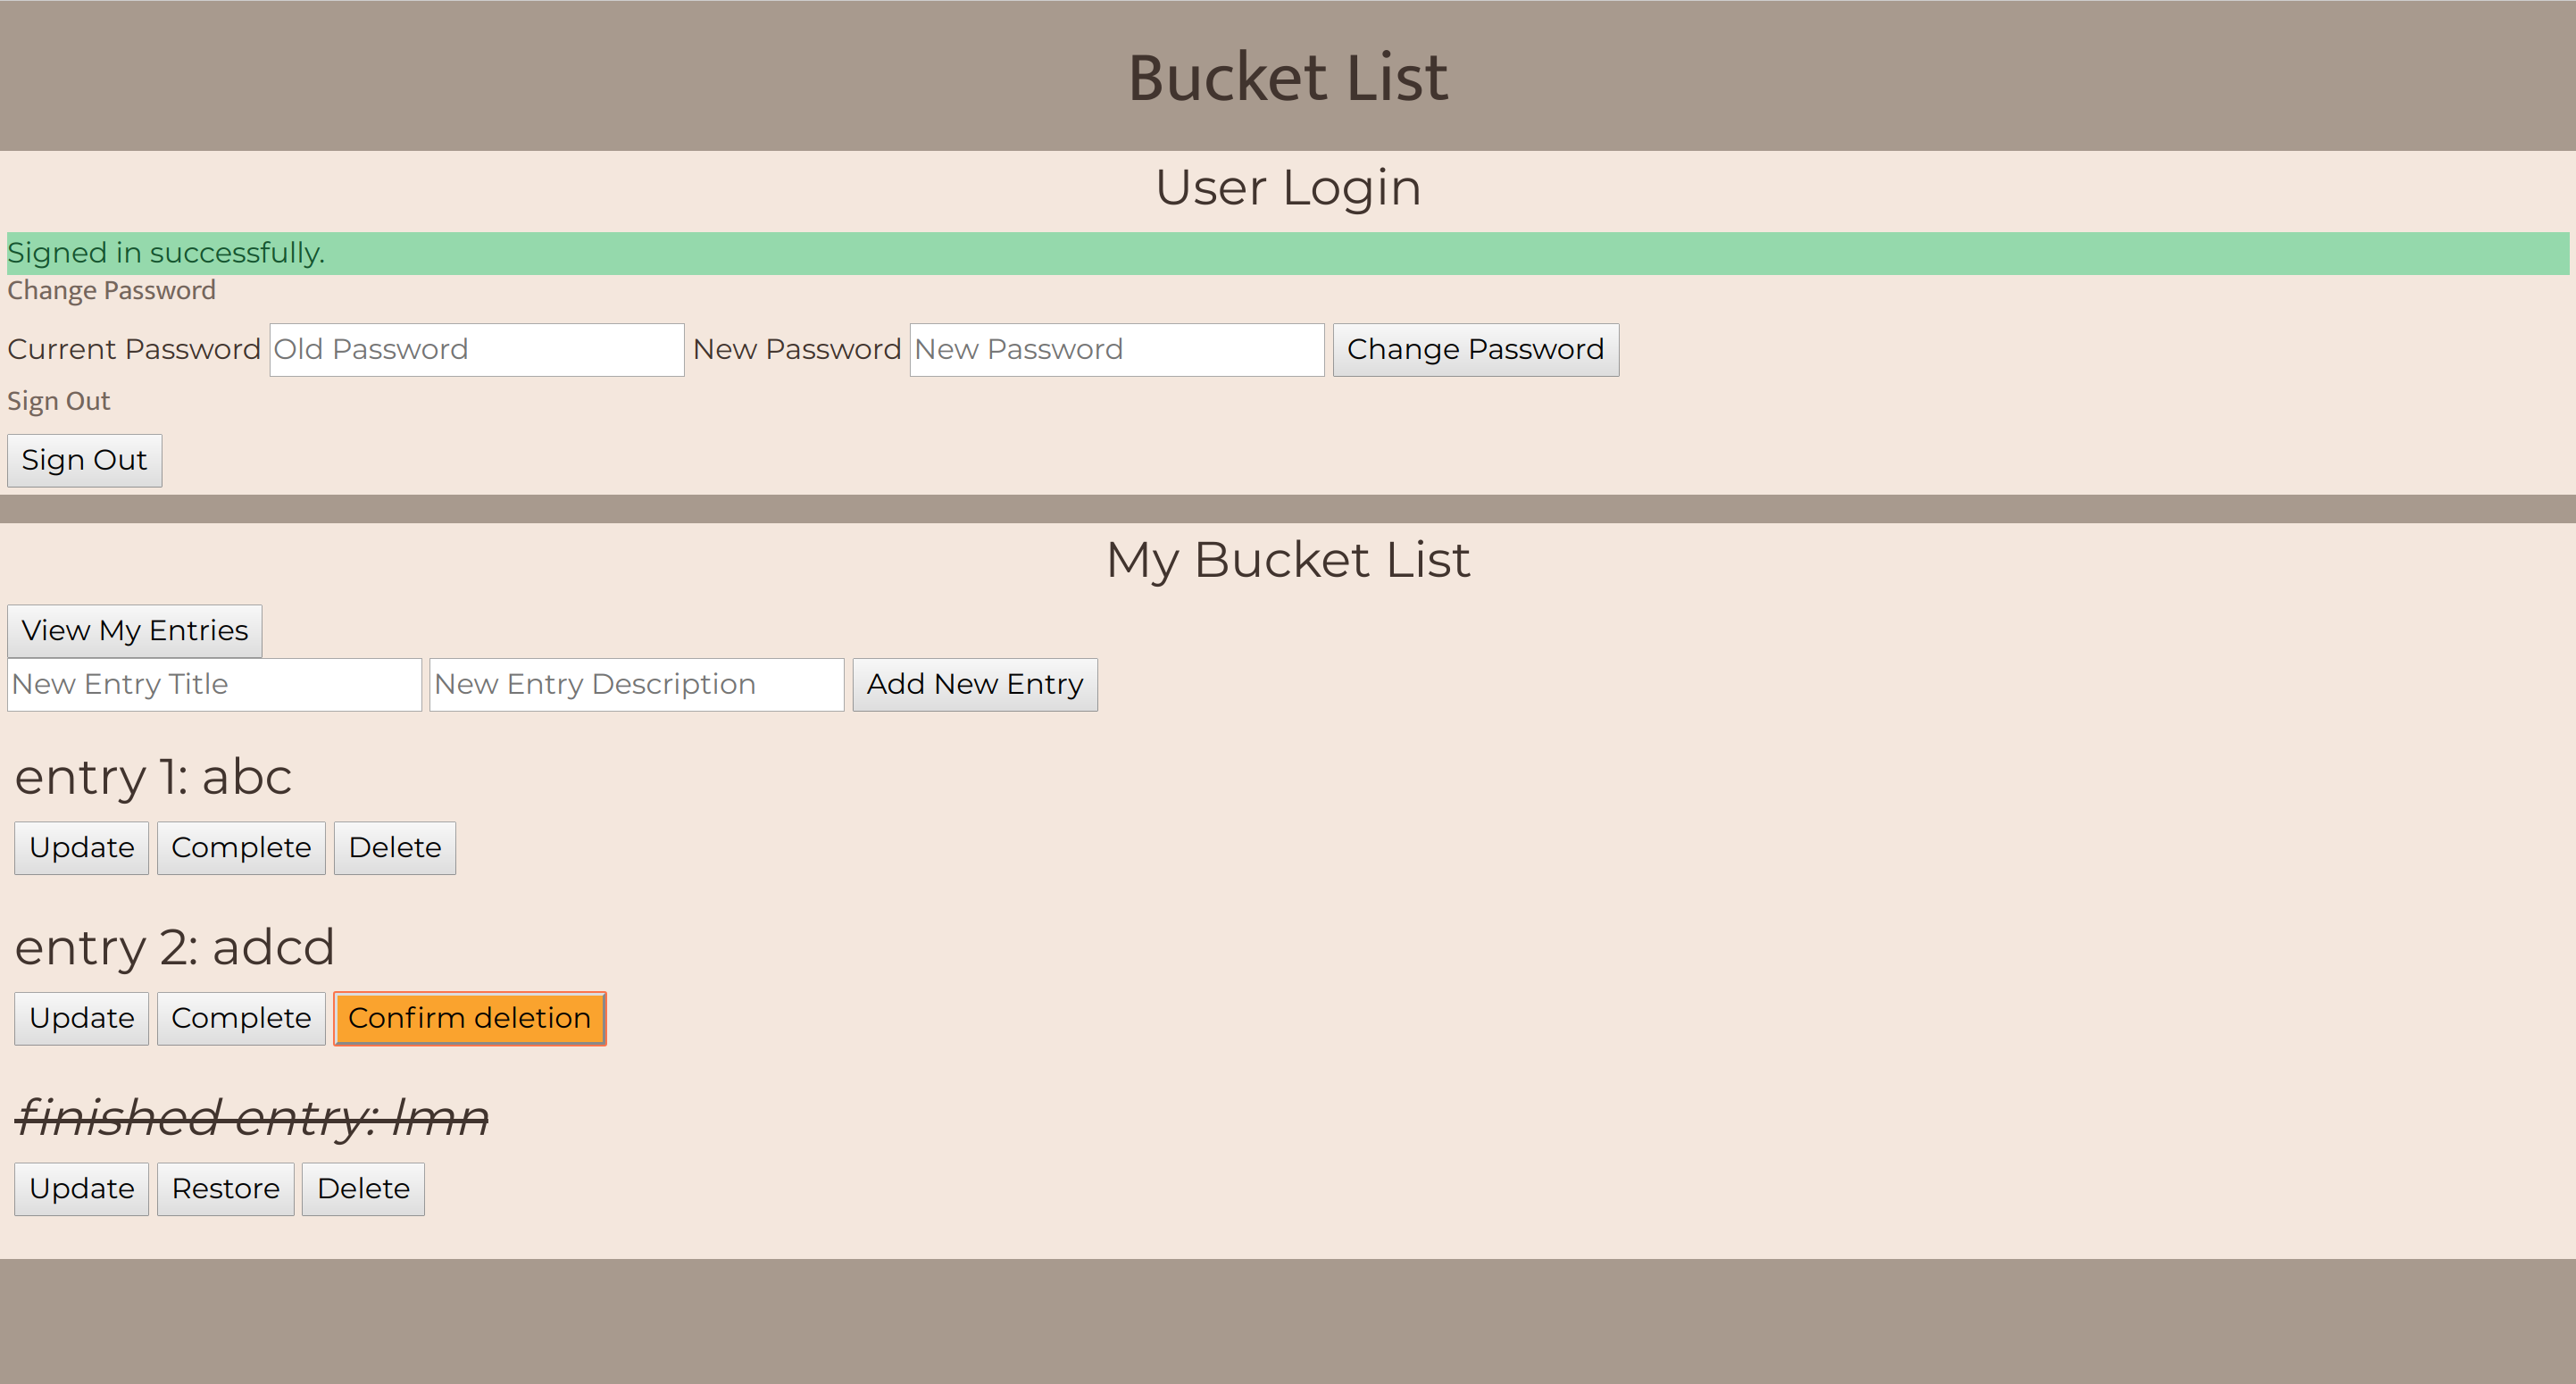 Bucket List
User Login
Signed in successfully.
Change Password
Current Password Old Password New Password New Password Change Password
Sign Out
Sign Out
My Bucket List
View My Entries
New Entry Title New Entry Description Add New Entry
entry 1: abc
Update Complete Delete
entry 2: adcd
Update Complete Confirm deletion
finished entry: lmn
Update Restore Delete